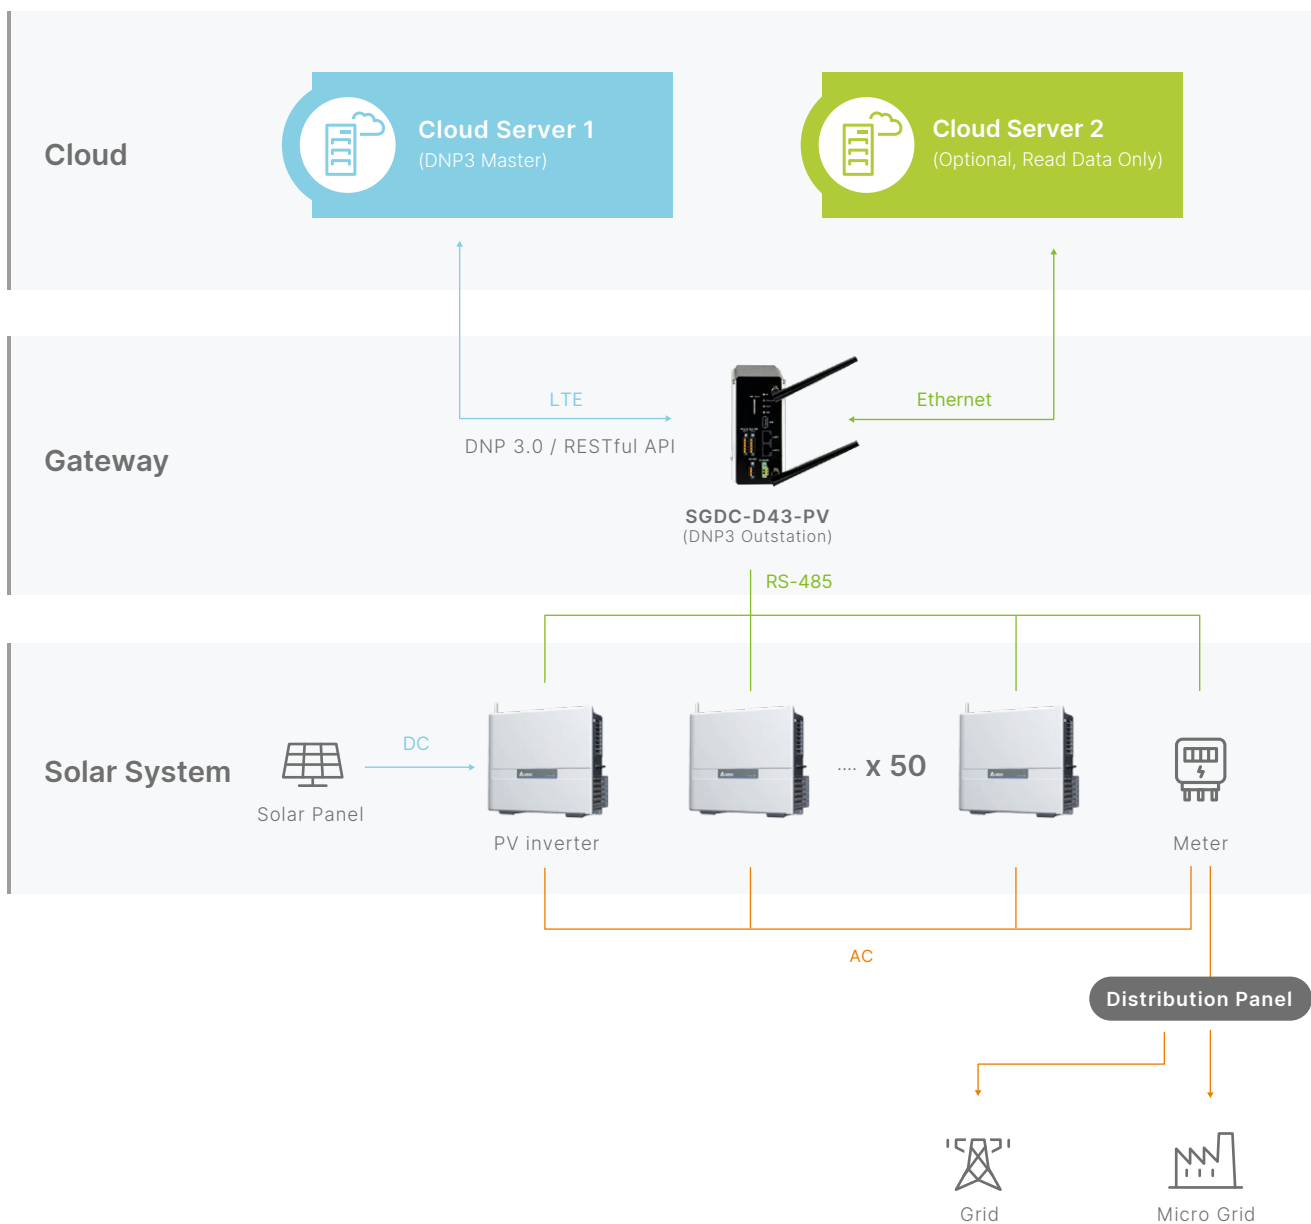 Cloud
Cloud Server 1
(DNP3 Master)
Cloud Server 2
(Optional, Read Data Only)
Gateway
LTE
DNP 3.0 / RESTful API
Ethernet
SGDC-D43-PV
(DNP3 Outstation)
RS-485
Solar System
Solar Panel
DC
PV inverter
.... x 50
Meter
AC
Distribution Panel
Grid
Micro Grid